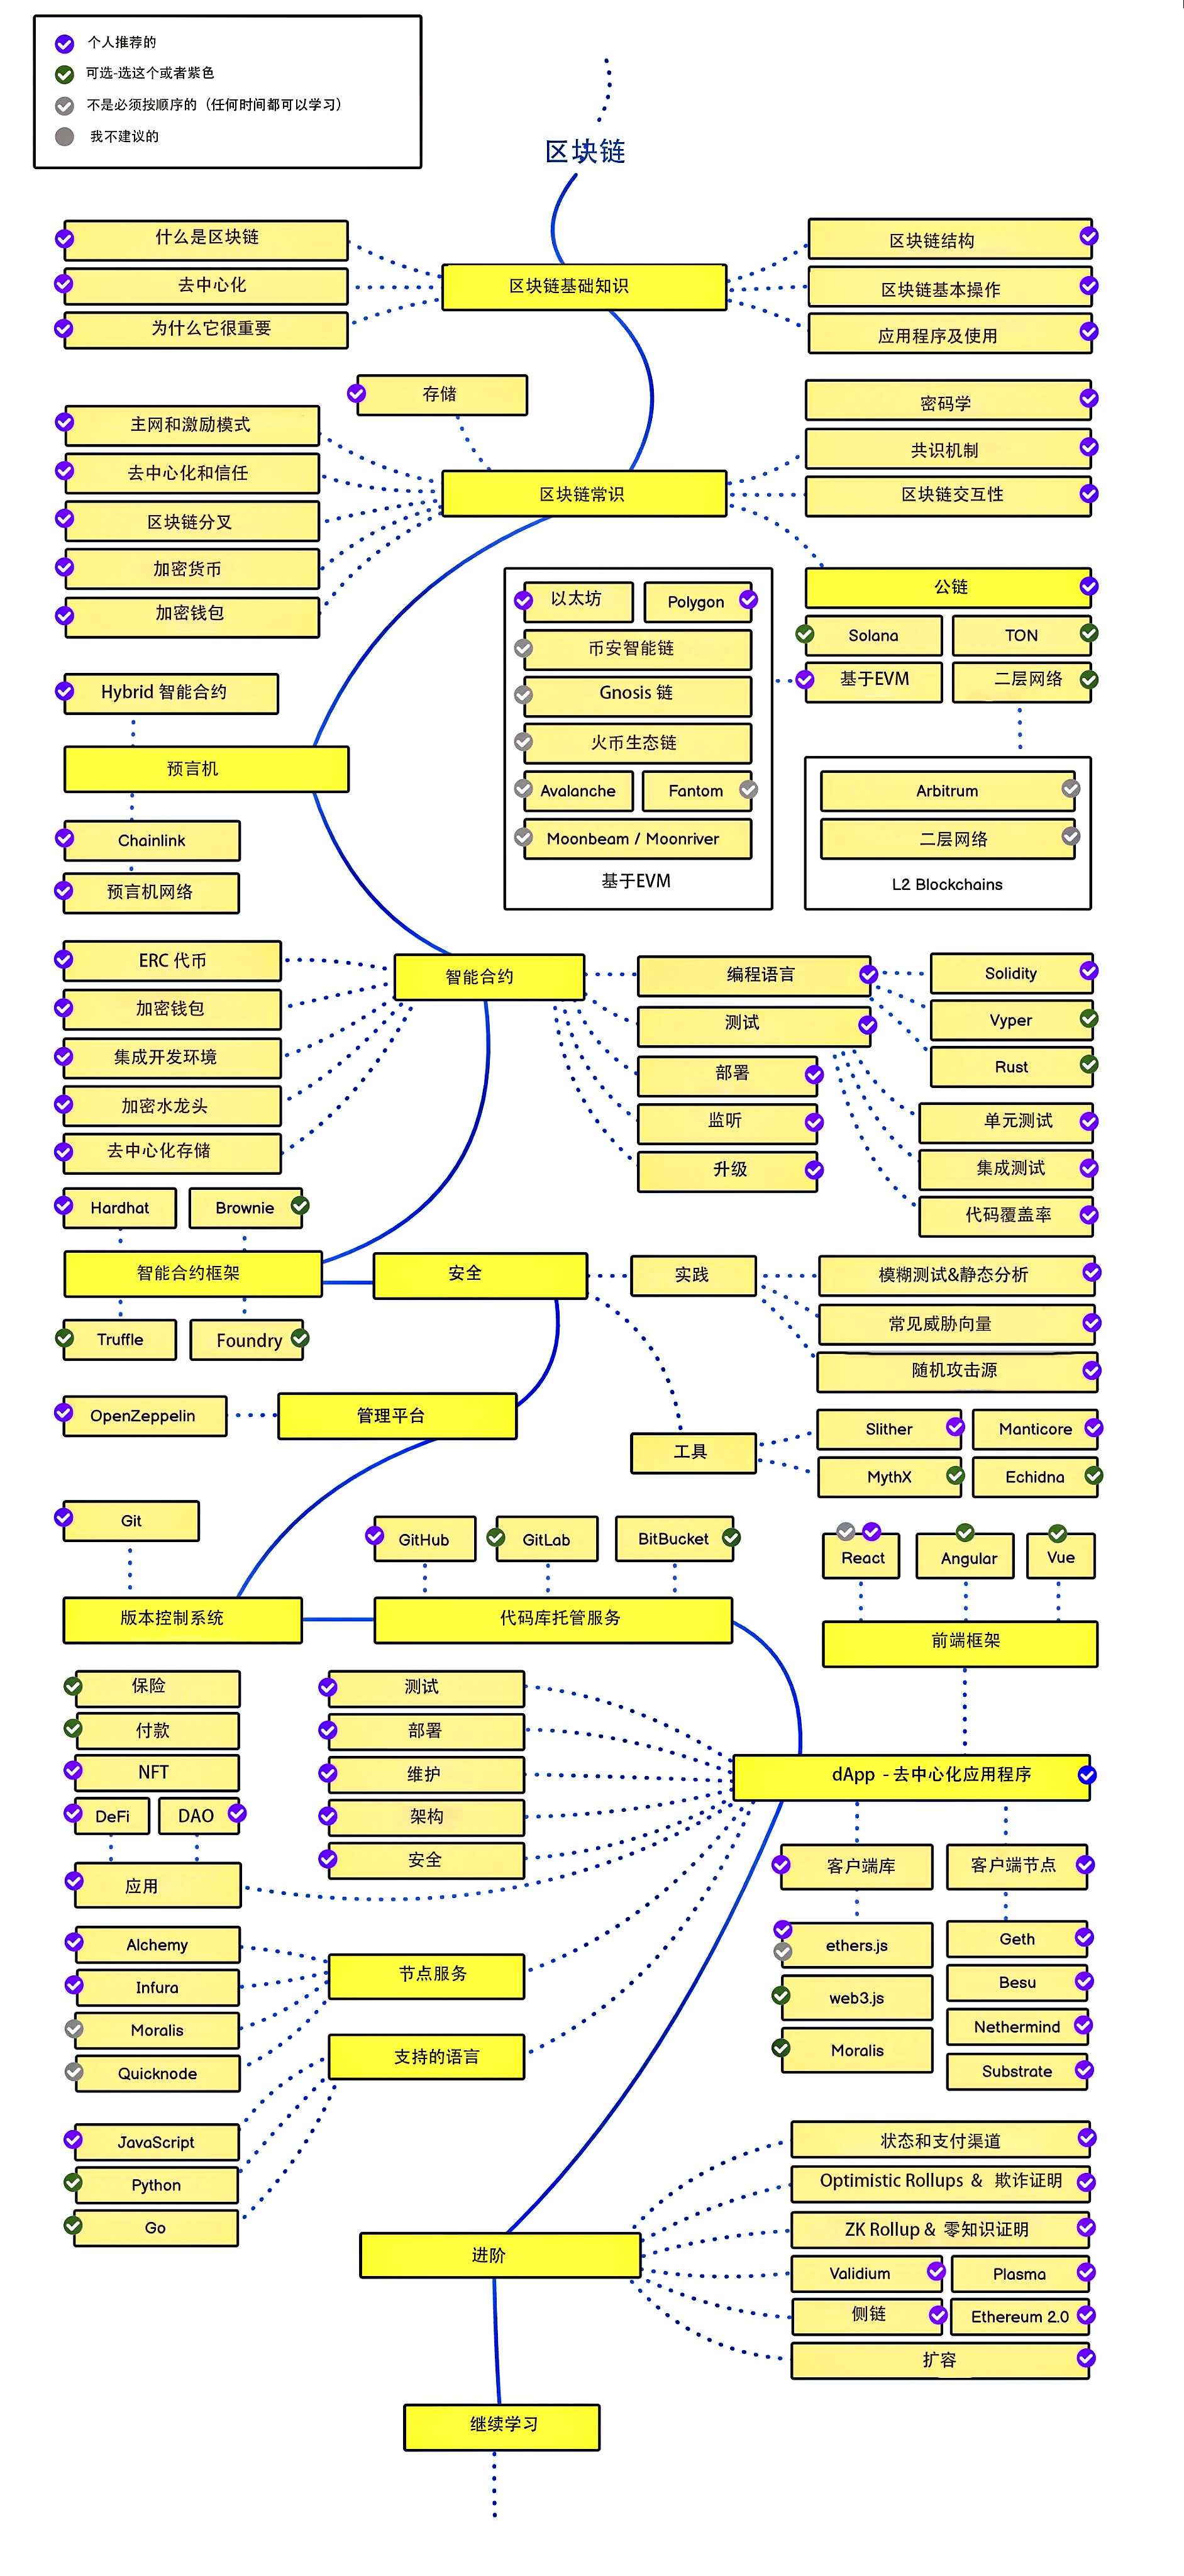 个人推荐的
可选-选这个或者紫色
不是必须按顺序的（任何时间都可以学习）
我不建议的
区块链
什么是区块链
去中心化
为什么它很重要
区块链基础知识
区块链结构
区块链基本操作
应用程序及使用
存储
主网和激励模式
去中心化和信任
区块链分叉
加密货币
加密钱包
区块链常识
密码学
共识机制
区块链交互性
公链
Solana
TON
基于EVM
二层网络
以太坊
Polygon
币安智能链
Gnosis 链
火币生态链
Avalanche
Fantom
Moonbeam / Moonriver
基于EVM
Arbitrum
二层网络
L2 Blockchains
Hybrid 智能合约
预言机
Chainlink
预言机网络
ERC 代币
加密钱包
集成开发环境
加密水龙头
去中心化存储
智能合约
编程语言
测试
部署
监听
升级
Solidity
Vyper
Rust
单元测试
集成测试
代码覆盖率
Hardhat
Brownie
智能合约框架
Truffle
Foundry
安全
实践
模糊测试&静态分析
常见威胁向量
随机攻击源
工具
Slither
Manticore
MythX
Echidna
OpenZeppelin
管理平台
Git
版本控制系统
GitHub
GitLab
BitBucket
代码库托管服务
React
Angular
Vue
前端框架
保险
付款
NFT
DeFi
DAO
应用
测试
部署
维护
架构
安全
dApp - 去中心化应用程序
客户端库
客户端节点
ethers.js
web3.js
Moralis
Geth
Besu
Nethermind
Substrate
Alchemy
Infura
Moralis
Quicknode
节点服务
支持的语言
JavaScript
Python
Go
进阶
状态和支付渠道
Optimistic Rollups & 欺诈证明
ZK Rollup & 零知识证明
Validium
Plasma
侧链
Ethereum 2.0
扩容
继续学习